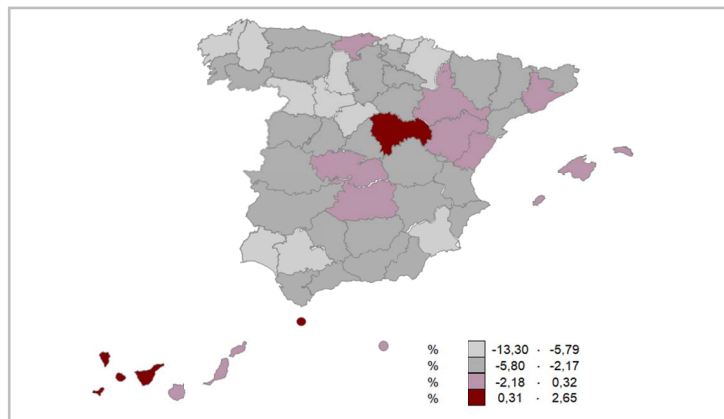 % -13,30 · -5,79
% -5,80 · -2,17
% -2,18 · 0,32
% 0,31 · 2,65